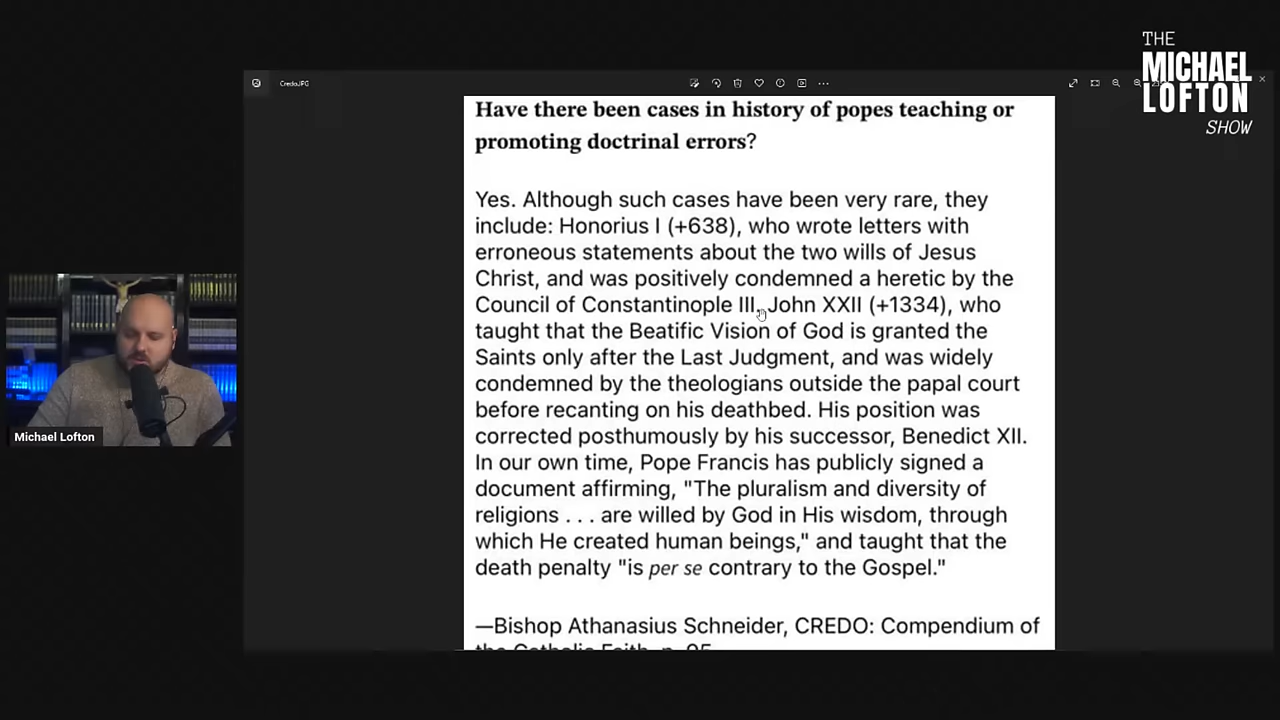 THE
MICHAEL
LOFTON
SHOW
Credo.JPG
Have there been cases in history of popes teaching or
promoting doctrinal errors?
Yes. Although such cases have been very rare, they
include: Honorius I (+638), who wrote letters with
erroneous statements about the two wills of Jesus
Christ, and was positively condemned a heretic by the
Council of Constantinople III, John XXII (+1334), who
taught that the Beatific Vision of God is granted the
Saints only after the Last Judgment, and was widely
condemned by the theologians outside the papal court
before recanting on his deathbed. His position was
corrected posthumously by his successor, Benedict XII.
In our own time, Pope Francis has publicly signed a
document affirming, "The pluralism and diversity of
religions . . . are willed by God in His wisdom, through
which He created human beings," and taught that the
death penalty "is per se contrary to the Gospel."
—Bishop Athanasius Schneider, CREDO: Compendium of
the Catholic Faith, p. 95
Michael Lofton